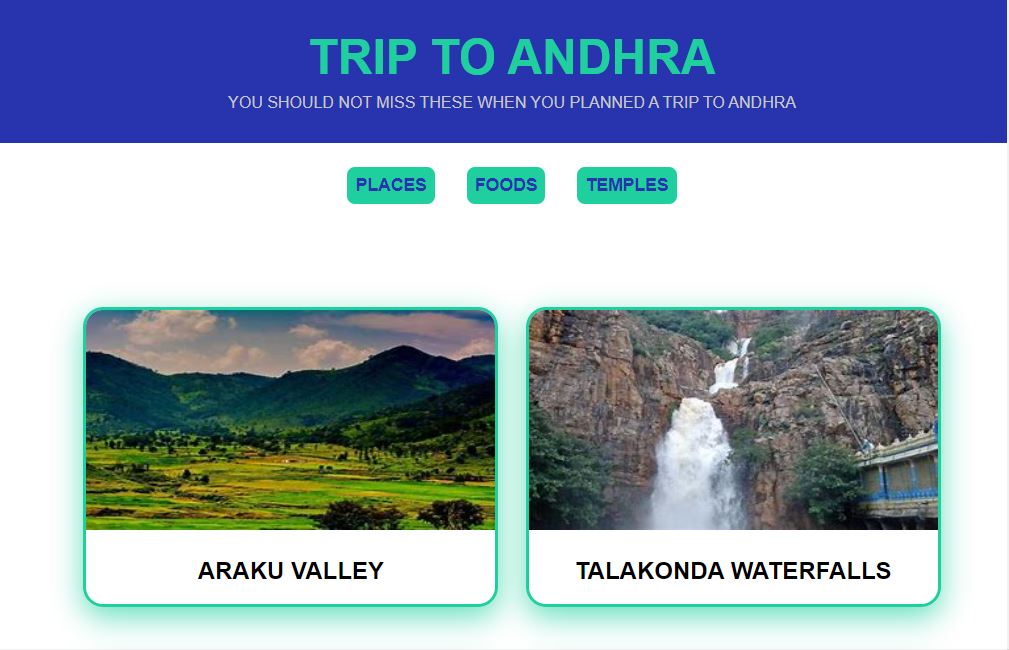 TRIP TO ANDHRA
YOU SHOULD NOT MISS THESE WHEN YOU PLANNED A TRIP TO ANDHRA
PLACES FOODS TEMPLES
ARAKU VALLEY
TALAKONDA WATERFALLS